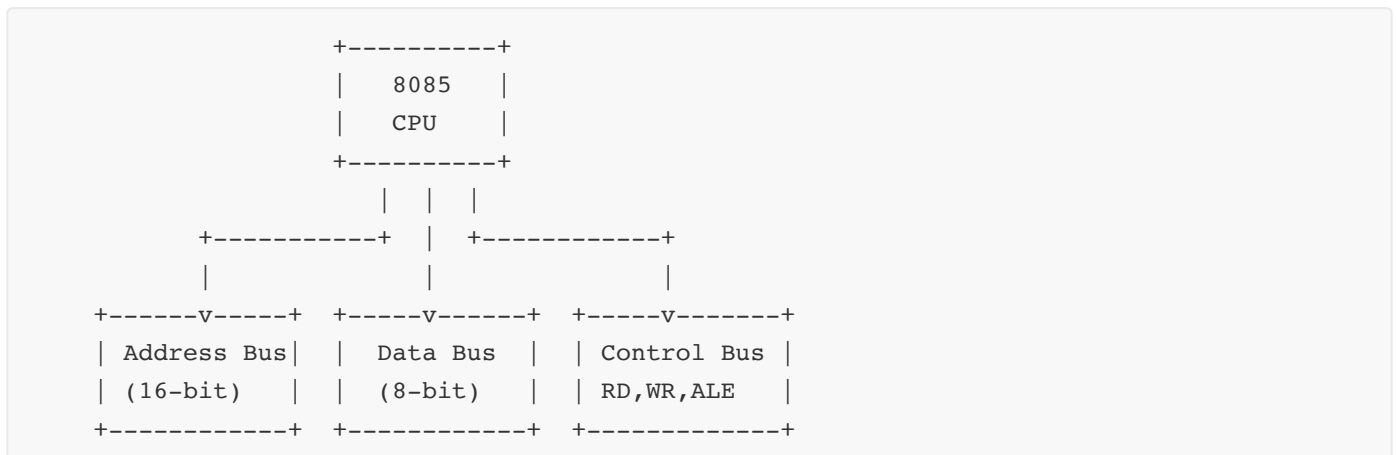 8085
CPU
Address Bus Data Bus Control Bus
(16-bit) (8-bit) RD,WR,ALE